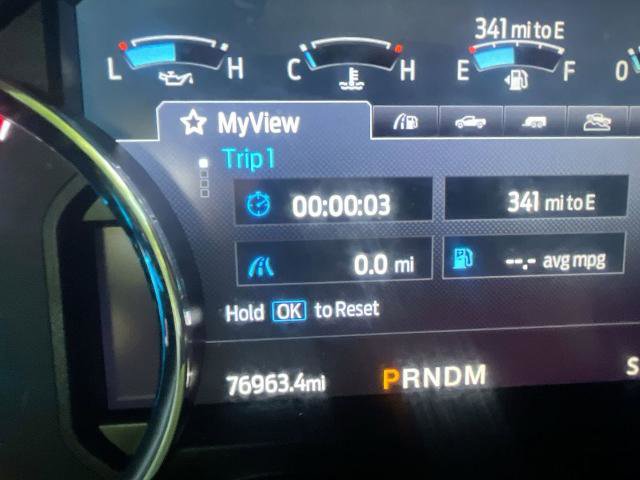 341 mi to E
L H C H E F O
MyView
Trip 1
00:00:03 341 mi to E
0.0 mi --.- avg mpg
Hold OK to Reset
76963.4mi PRNDM S